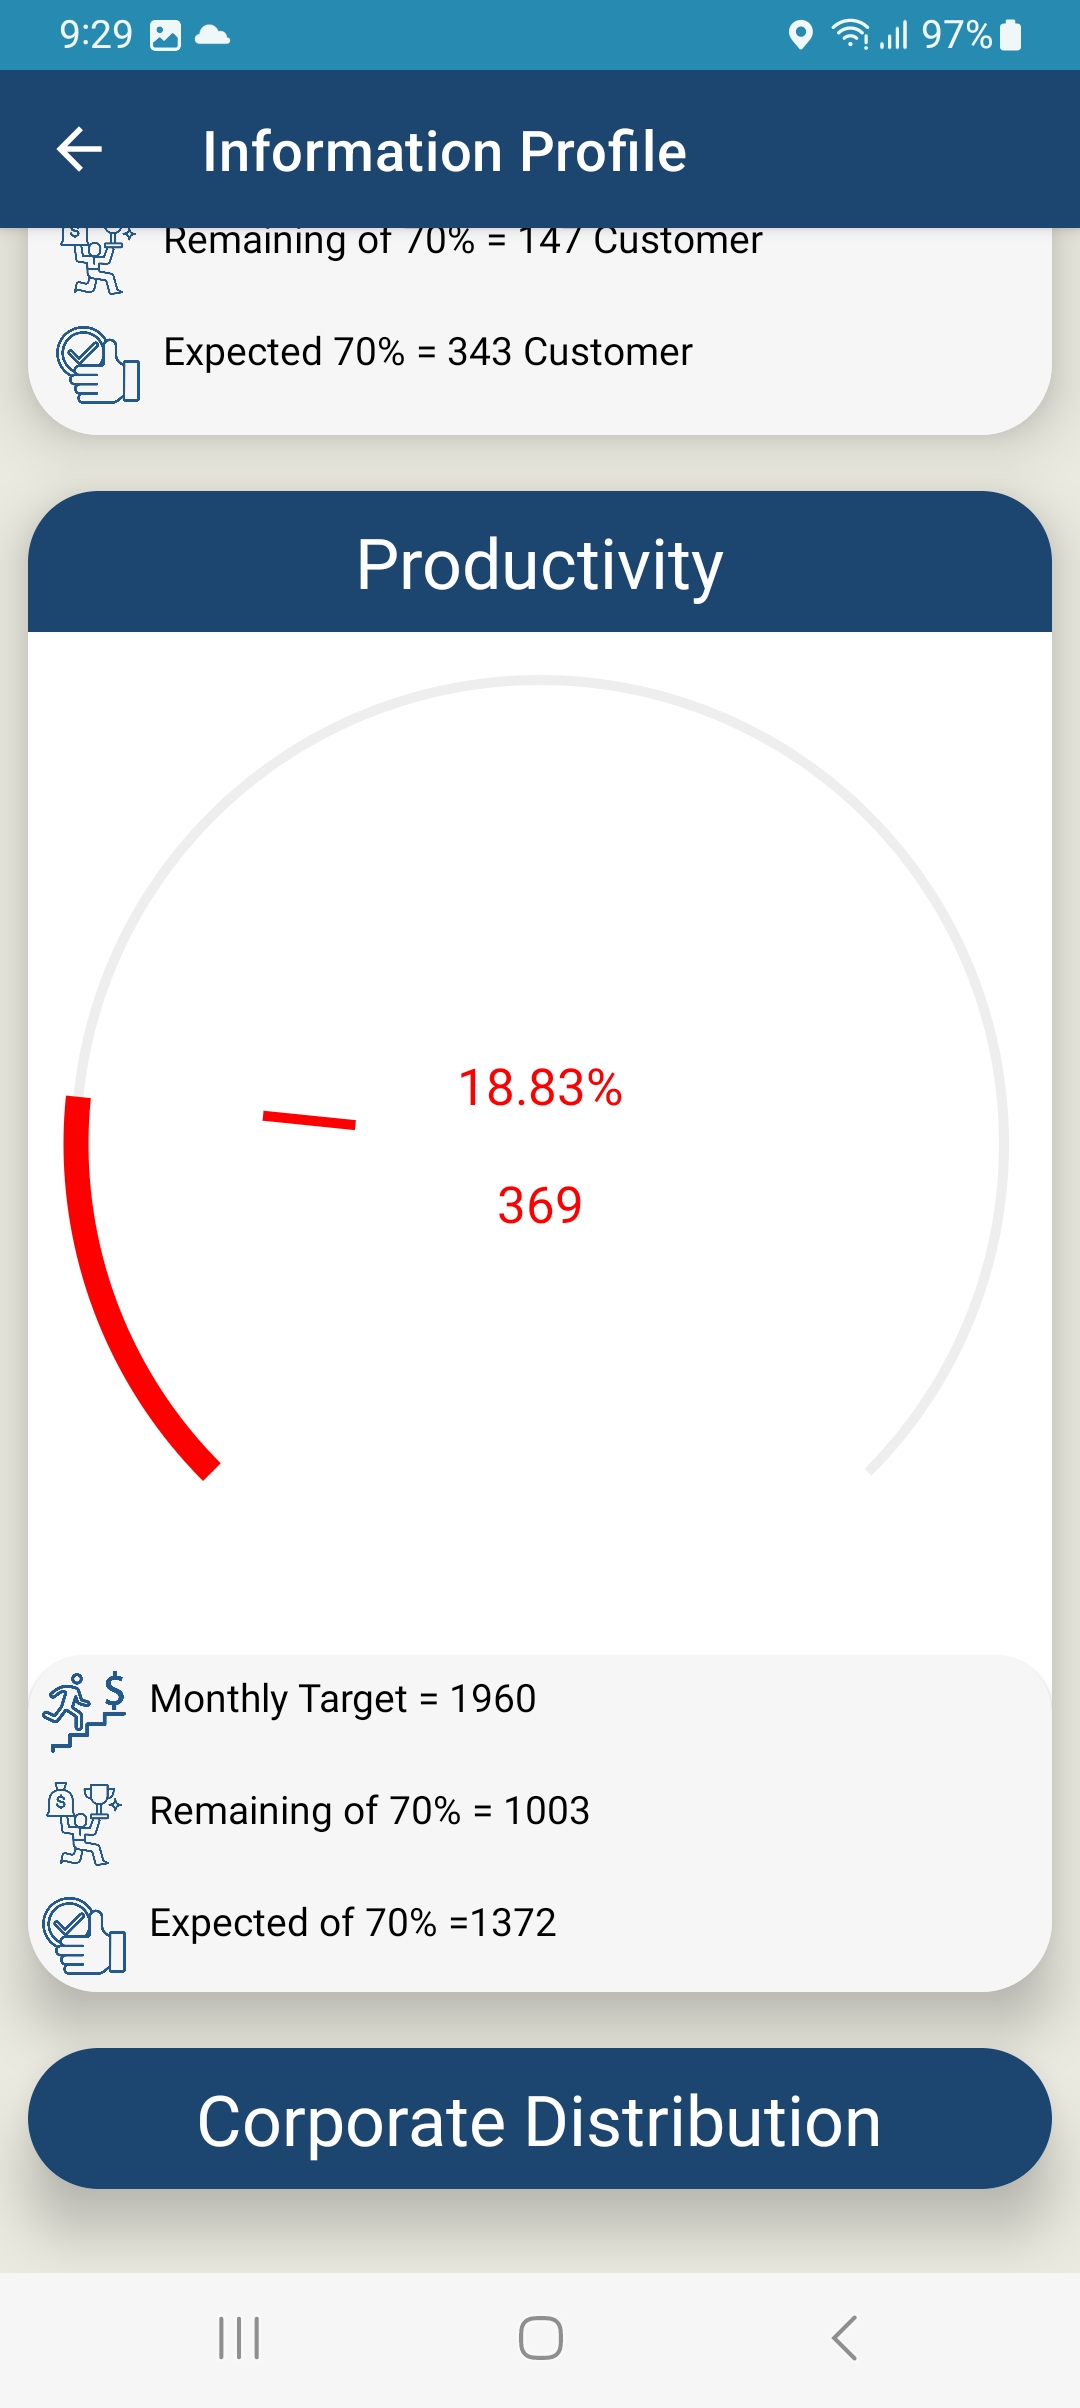 9:29 97%
Information Profile
Remaining of 70% = 147 Customer
Expected 70% = 343 Customer
Productivity
18.83%
369
Monthly Target = 1960
Remaining of 70% = 1003
Expected of 70% =1372
Corporate Distribution